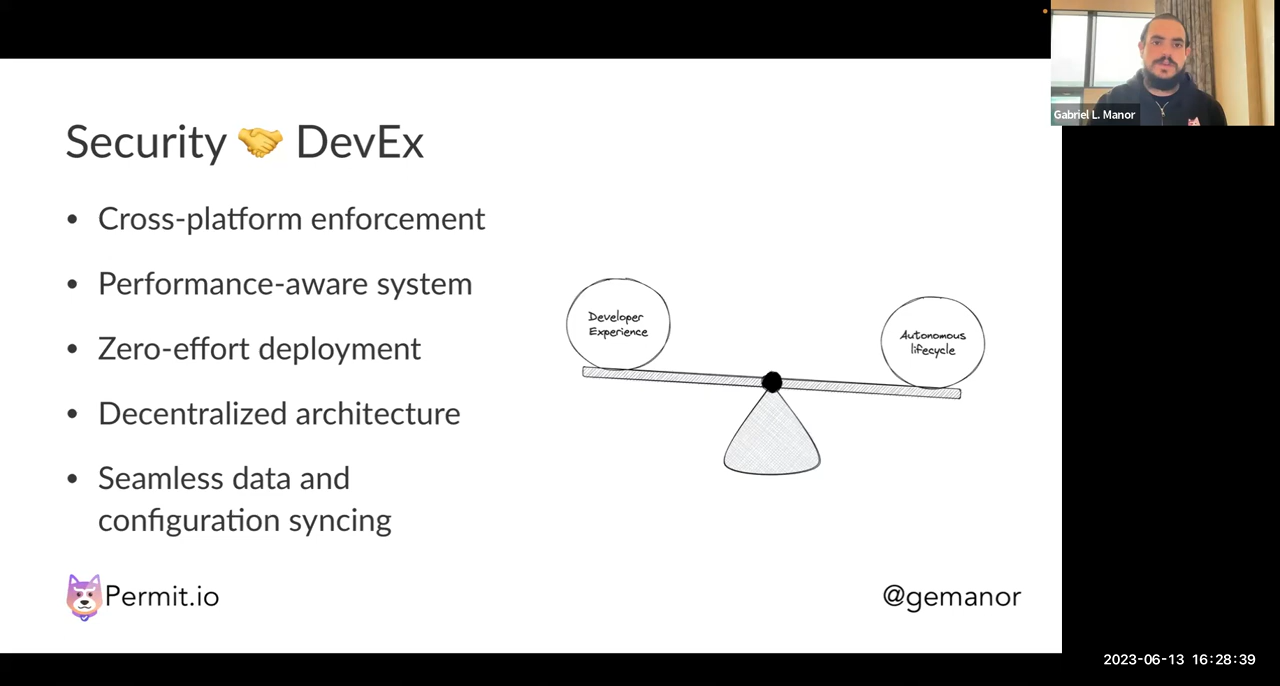 Gabriel L. Manor
Security 🤝 DevEx
• Cross-platform enforcement
• Performance-aware system
• Zero-effort deployment
• Decentralized architecture
• Seamless data and
configuration syncing
Developer
Experience
Autonomous
lifecycle
Permit.io
@gemanor
2023-06-13 16:28:39